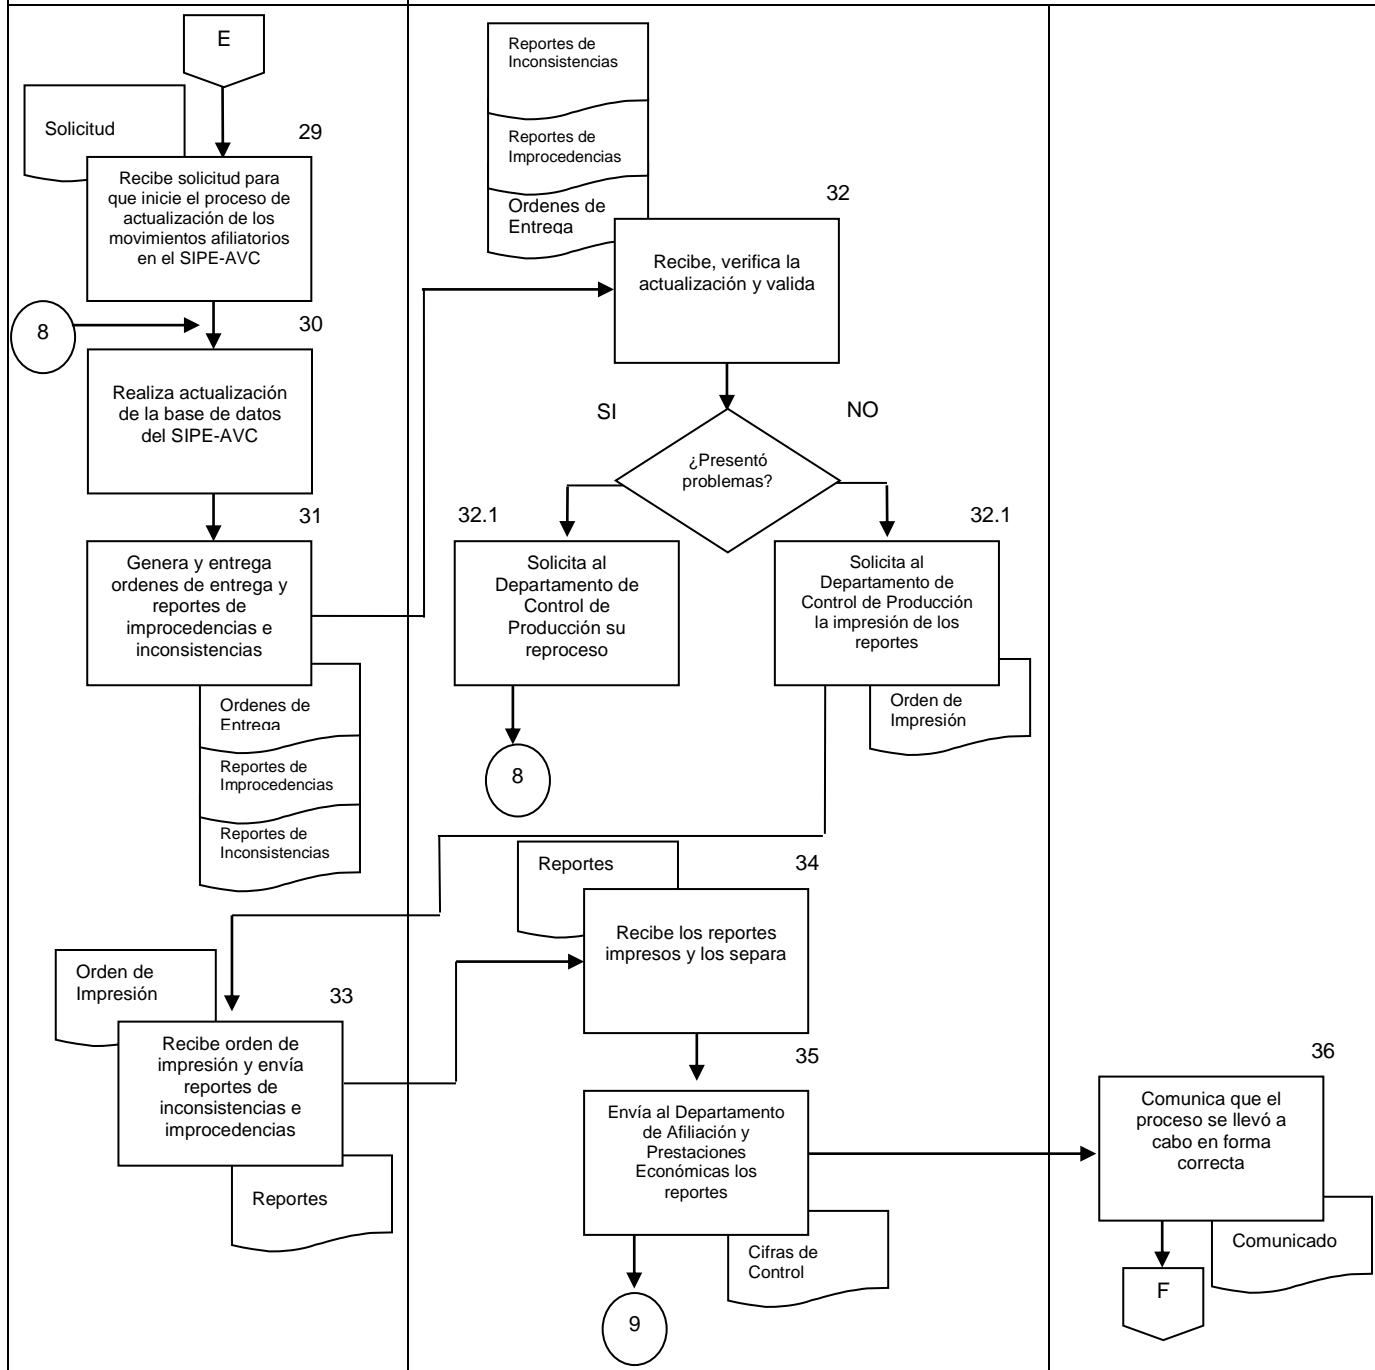 E
Solicitud
29
Recibe solicitud para
que inicie el proceso de
actualización de los
movimientos afiliatorios
en el SIPE-AVC
8
30
Realiza actualización
de la base de datos
del SIPE-AVC
31
Genera y entrega
ordenes de entrega y
reportes de
improcedencias e
inconsistencias
Ordenes de
Entrega
Reportes de
Improcedencias
Reportes de
Inconsistencias
Reportes de
Inconsistencias
Reportes de
Improcedencias
Ordenes de
Entrega
32
Recibe, verifica la
actualización y valida
SI
NO
¿Presentó
problemas?
32.1
Solicita al
Departamento de
Control de
Producción su
reproceso
8
32.1
Solicita al
Departamento de
Control de Producción
la impresión de los
reportes
Orden de
Impresión
Orden de
Impresión
33
Recibe orden de
impresión y envía
reportes de
inconsistencias e
improcedencias
Reportes
Reportes
34
Recibe los reportes
impresos y los separa
35
Envía al Departamento
de Afiliación y
Prestaciones
Económicas los
reportes
Cifras de
Control
9
36
Comunica que el
proceso se llevó a
cabo en forma
correcta
Comunicado
F